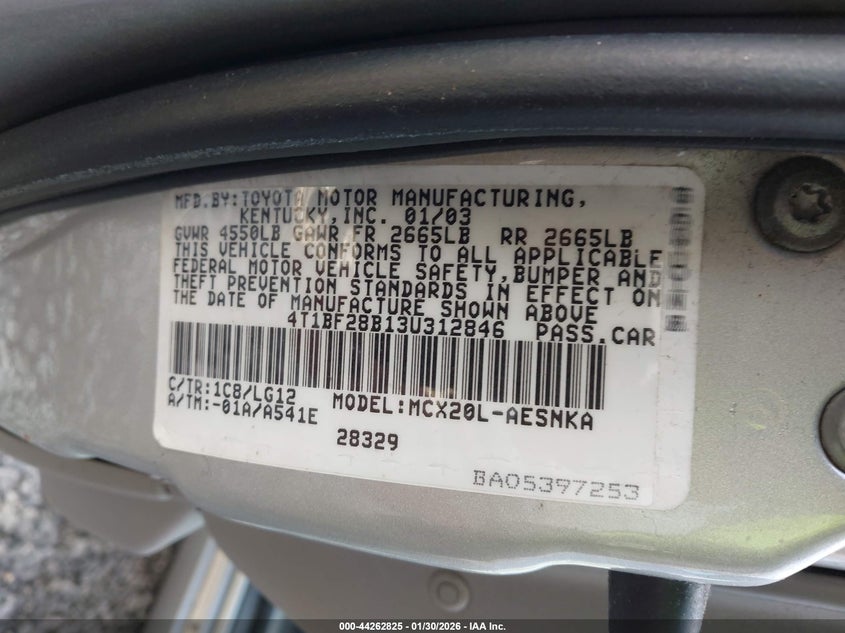 MFD.BY:TOYOTA MOTOR MANUFACTURING,
KENTUCKY,INC. 01/03
GVWR 4550LB GAWR FR 2665LB RR 2665LB
THIS VEHICLE CONFORMS TO ALL APPLICABLE
FEDERAL MOTOR VEHICLE SAFETY,BUMPER AND
THEFT PREVENTION STANDARDS IN EFFECT ON
THE DATE OF MANUFACTURE SHOWN ABOVE
4T1BF28B13U312846 PASS.CAR
C/TR:1C8/LG12
A/TM:-01A/A541E MODEL:MCX20L-AESNKA
28329
BA05397253
000-44262825 - 01/30/2026 - IAA Inc.